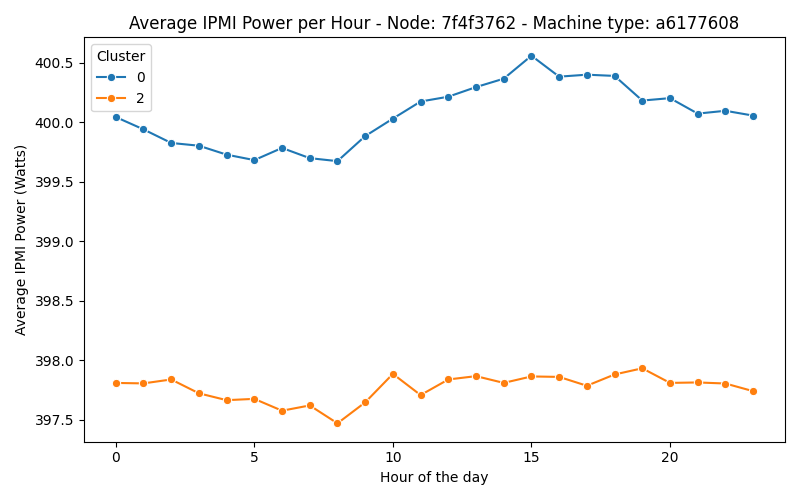 Average IPMI Power per Hour - Node: 7f4f3762 - Machine type: a6177608
Cluster
0
2
400.5
400.0
399.5
399.0
398.5
398.0
397.5
Average IPMI Power (Watts)
0 5 10 15 20
Hour of the day